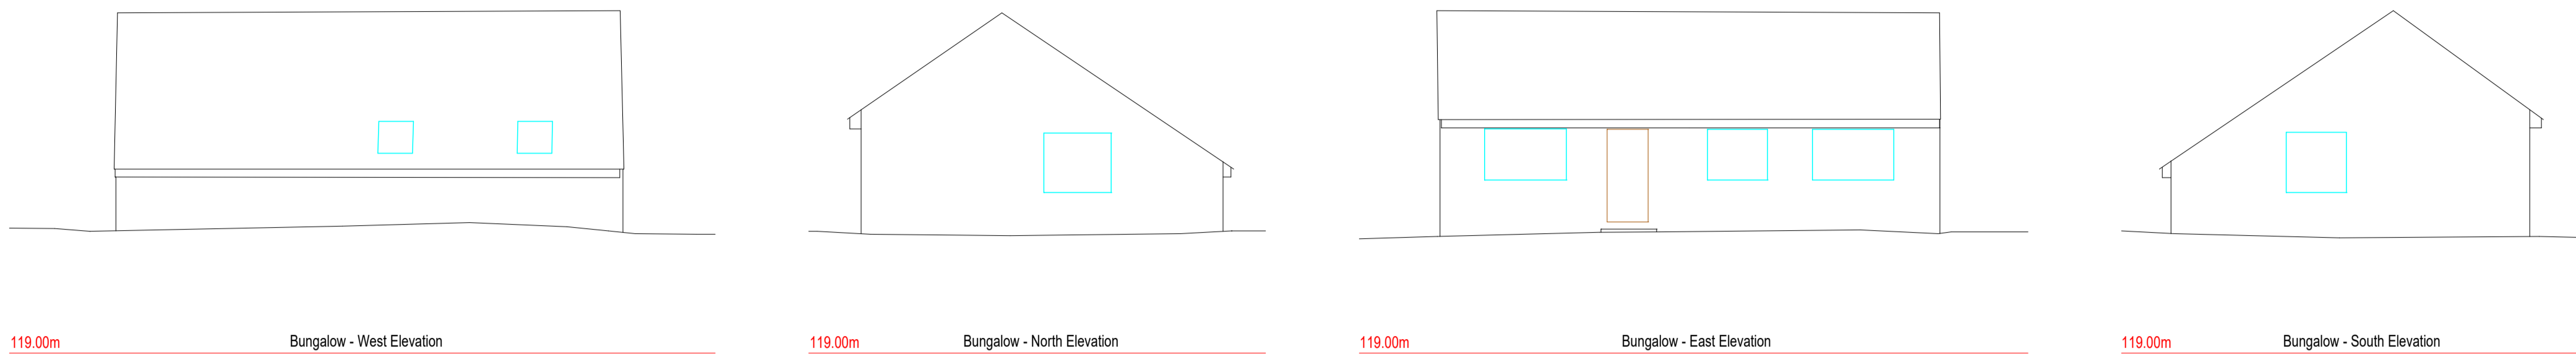 119.00m
Bungalow - West Elevation
119.00m
Bungalow - North Elevation
119.00m
Bungalow - East Elevation
119.00m
Bungalow - South Elevation